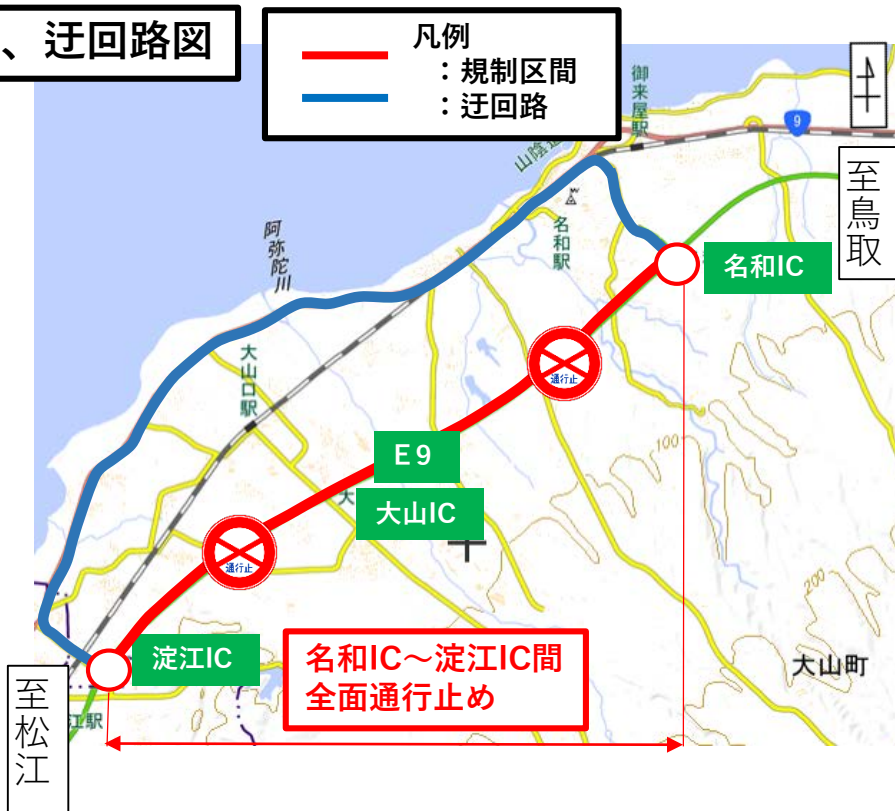 、迂回路図
凡例
：規制区間
：迂回路
御来屋駅
9
山陰道
至鳥取
阿弥陀川
名和駅
名和IC
通行止
大山口駅
E9
100
大
大山IC
通行止
200
淀江IC
名和IC～淀江IC間
全面通行止め
大山町
至松江
江駅